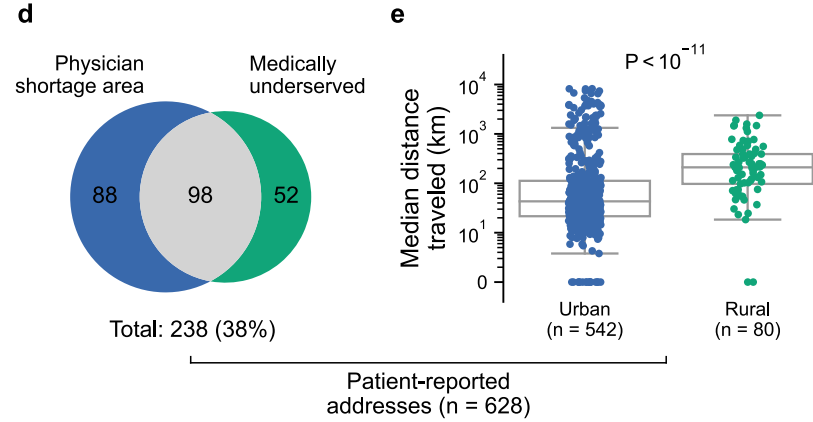 d
Physician
shortage area
Medically
underserved
88
98
52
Total: 238 (38%)
e
P < 10⁻¹¹
Median distance
traveled (km)
10⁴
10³
10²
10¹
0
Urban
(n = 542)
Rural
(n = 80)
Patient-reported
addresses (n = 628)